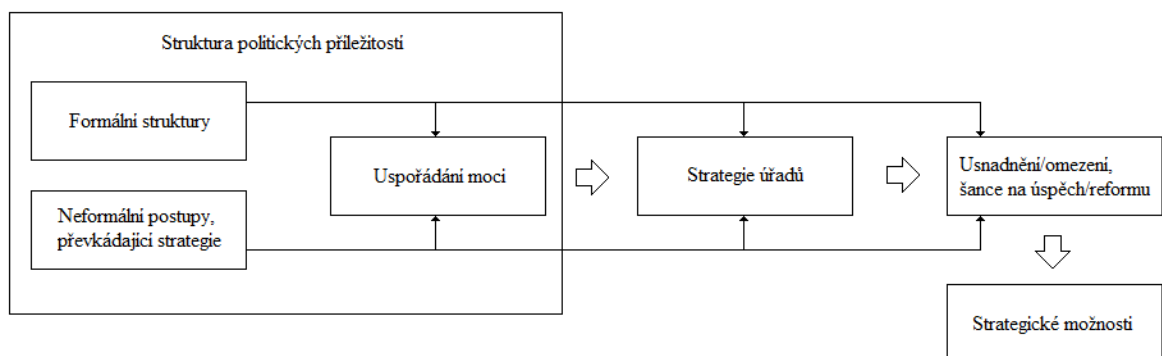 Struktura politických příležitostí
Formální struktury
Neformální postupy,
převkádající strategie
Uspořádání moci
Strategie úřadů
Usnadnění/omezení,
šance na úspěch/reformu
Strategické možnosti